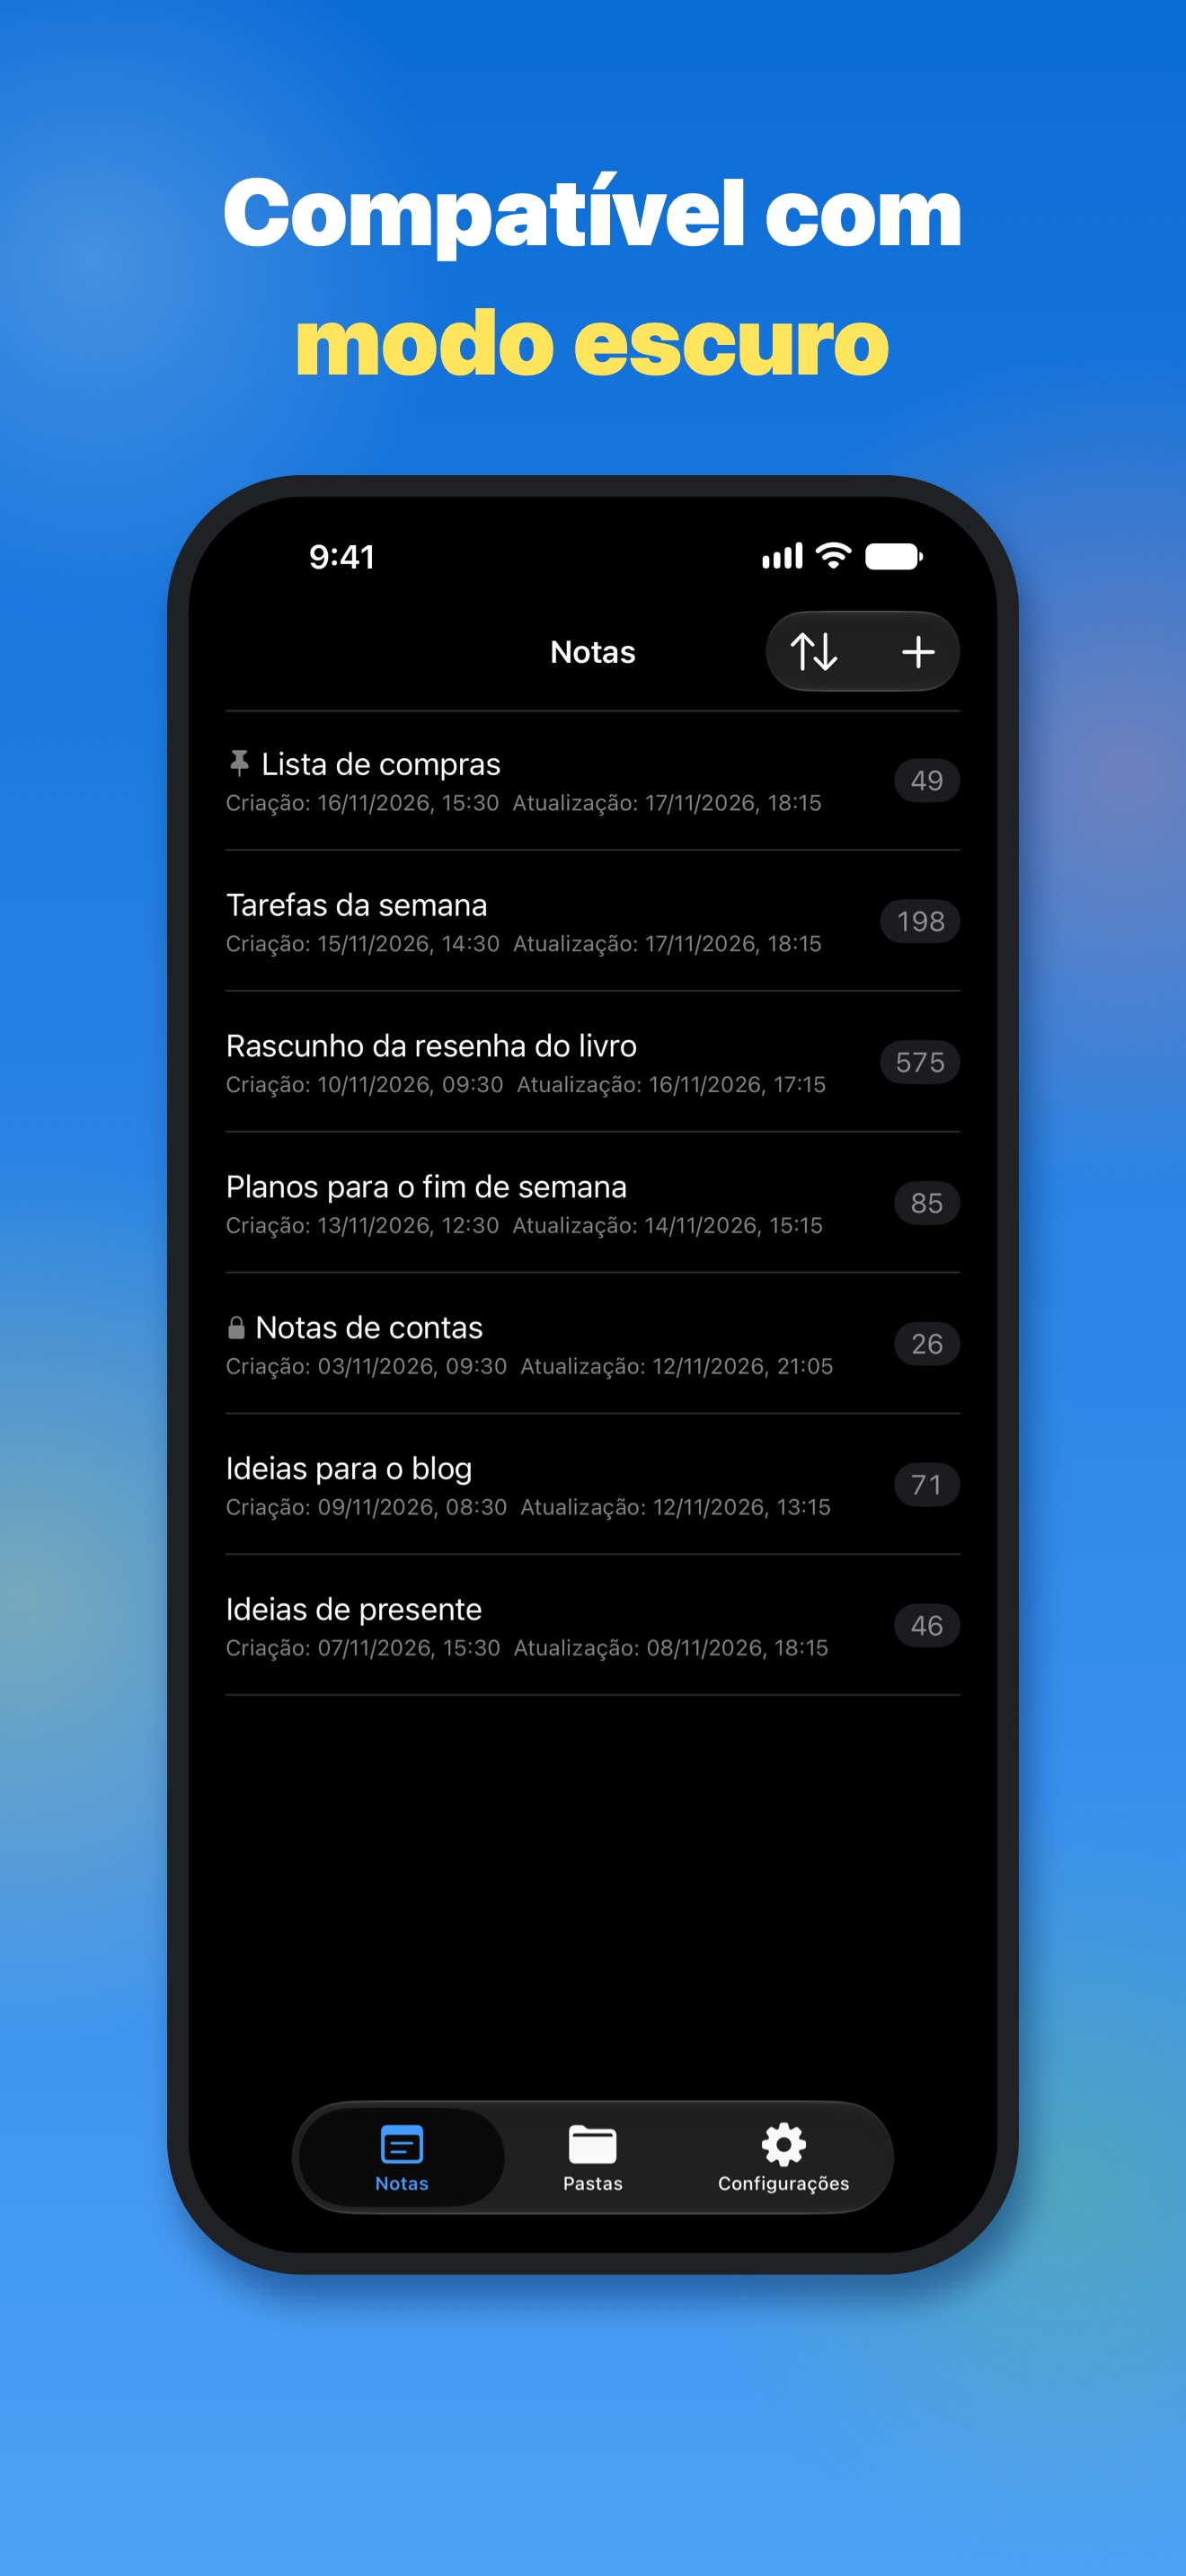 Compatível com
modo escuro
9:41
Notas
Lista de compras
Criação: 16/11/2026, 15:30 Atualização: 17/11/2026, 18:15
49
Tarefas da semana
Criação: 15/11/2026, 14:30 Atualização: 17/11/2026, 18:15
198
Rascunho da resenha do livro
Criação: 10/11/2026, 09:30 Atualização: 16/11/2026, 17:15
575
Planos para o fim de semana
Criação: 13/11/2026, 12:30 Atualização: 14/11/2026, 15:15
85
Notas de contas
Criação: 03/11/2026, 09:30 Atualização: 12/11/2026, 21:05
26
Ideias para o blog
Criação: 09/11/2026, 08:30 Atualização: 12/11/2026, 13:15
71
Ideias de presente
Criação: 07/11/2026, 15:30 Atualização: 08/11/2026, 18:15
46
Notas Pastas Configurações